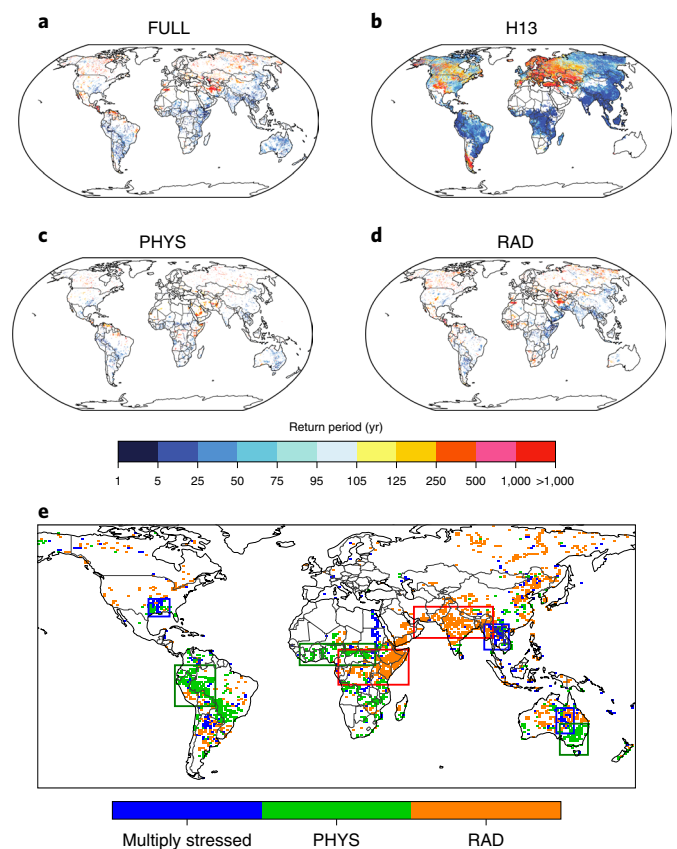 a FULL
b H13
c PHYS
d RAD
Return period (yr)
1 5 25 50 75 95 105 125 250 500 1,000 >1,000
e
Multiply stressed PHYS RAD